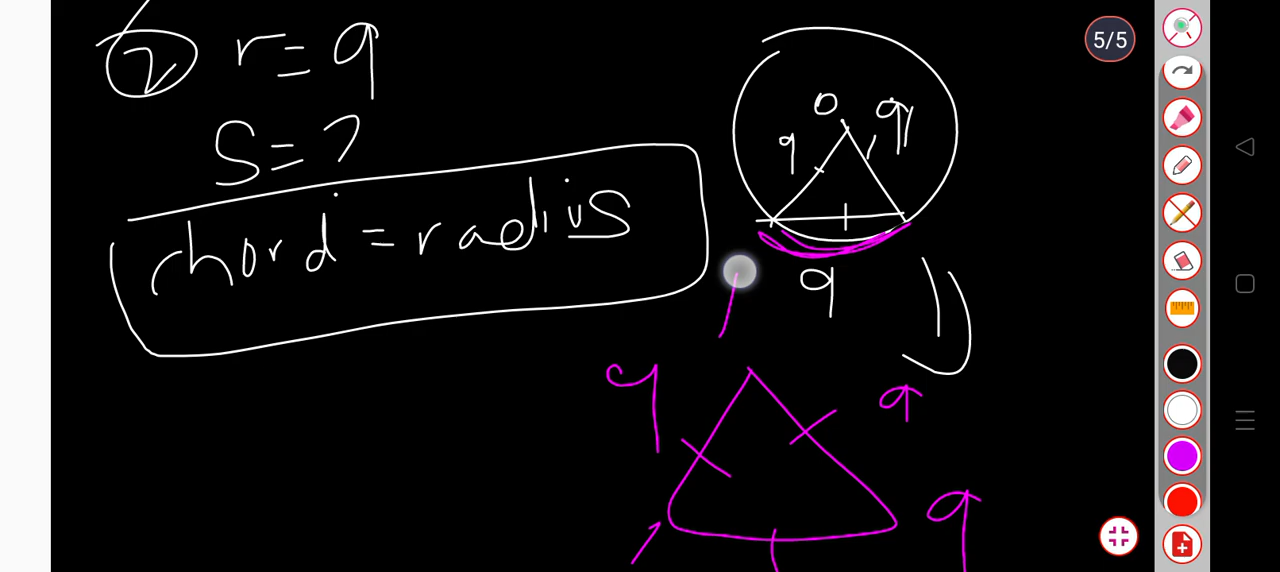 5/5
② r = 9
S = ?
chord = radius
O
9
9
9
9
9
9